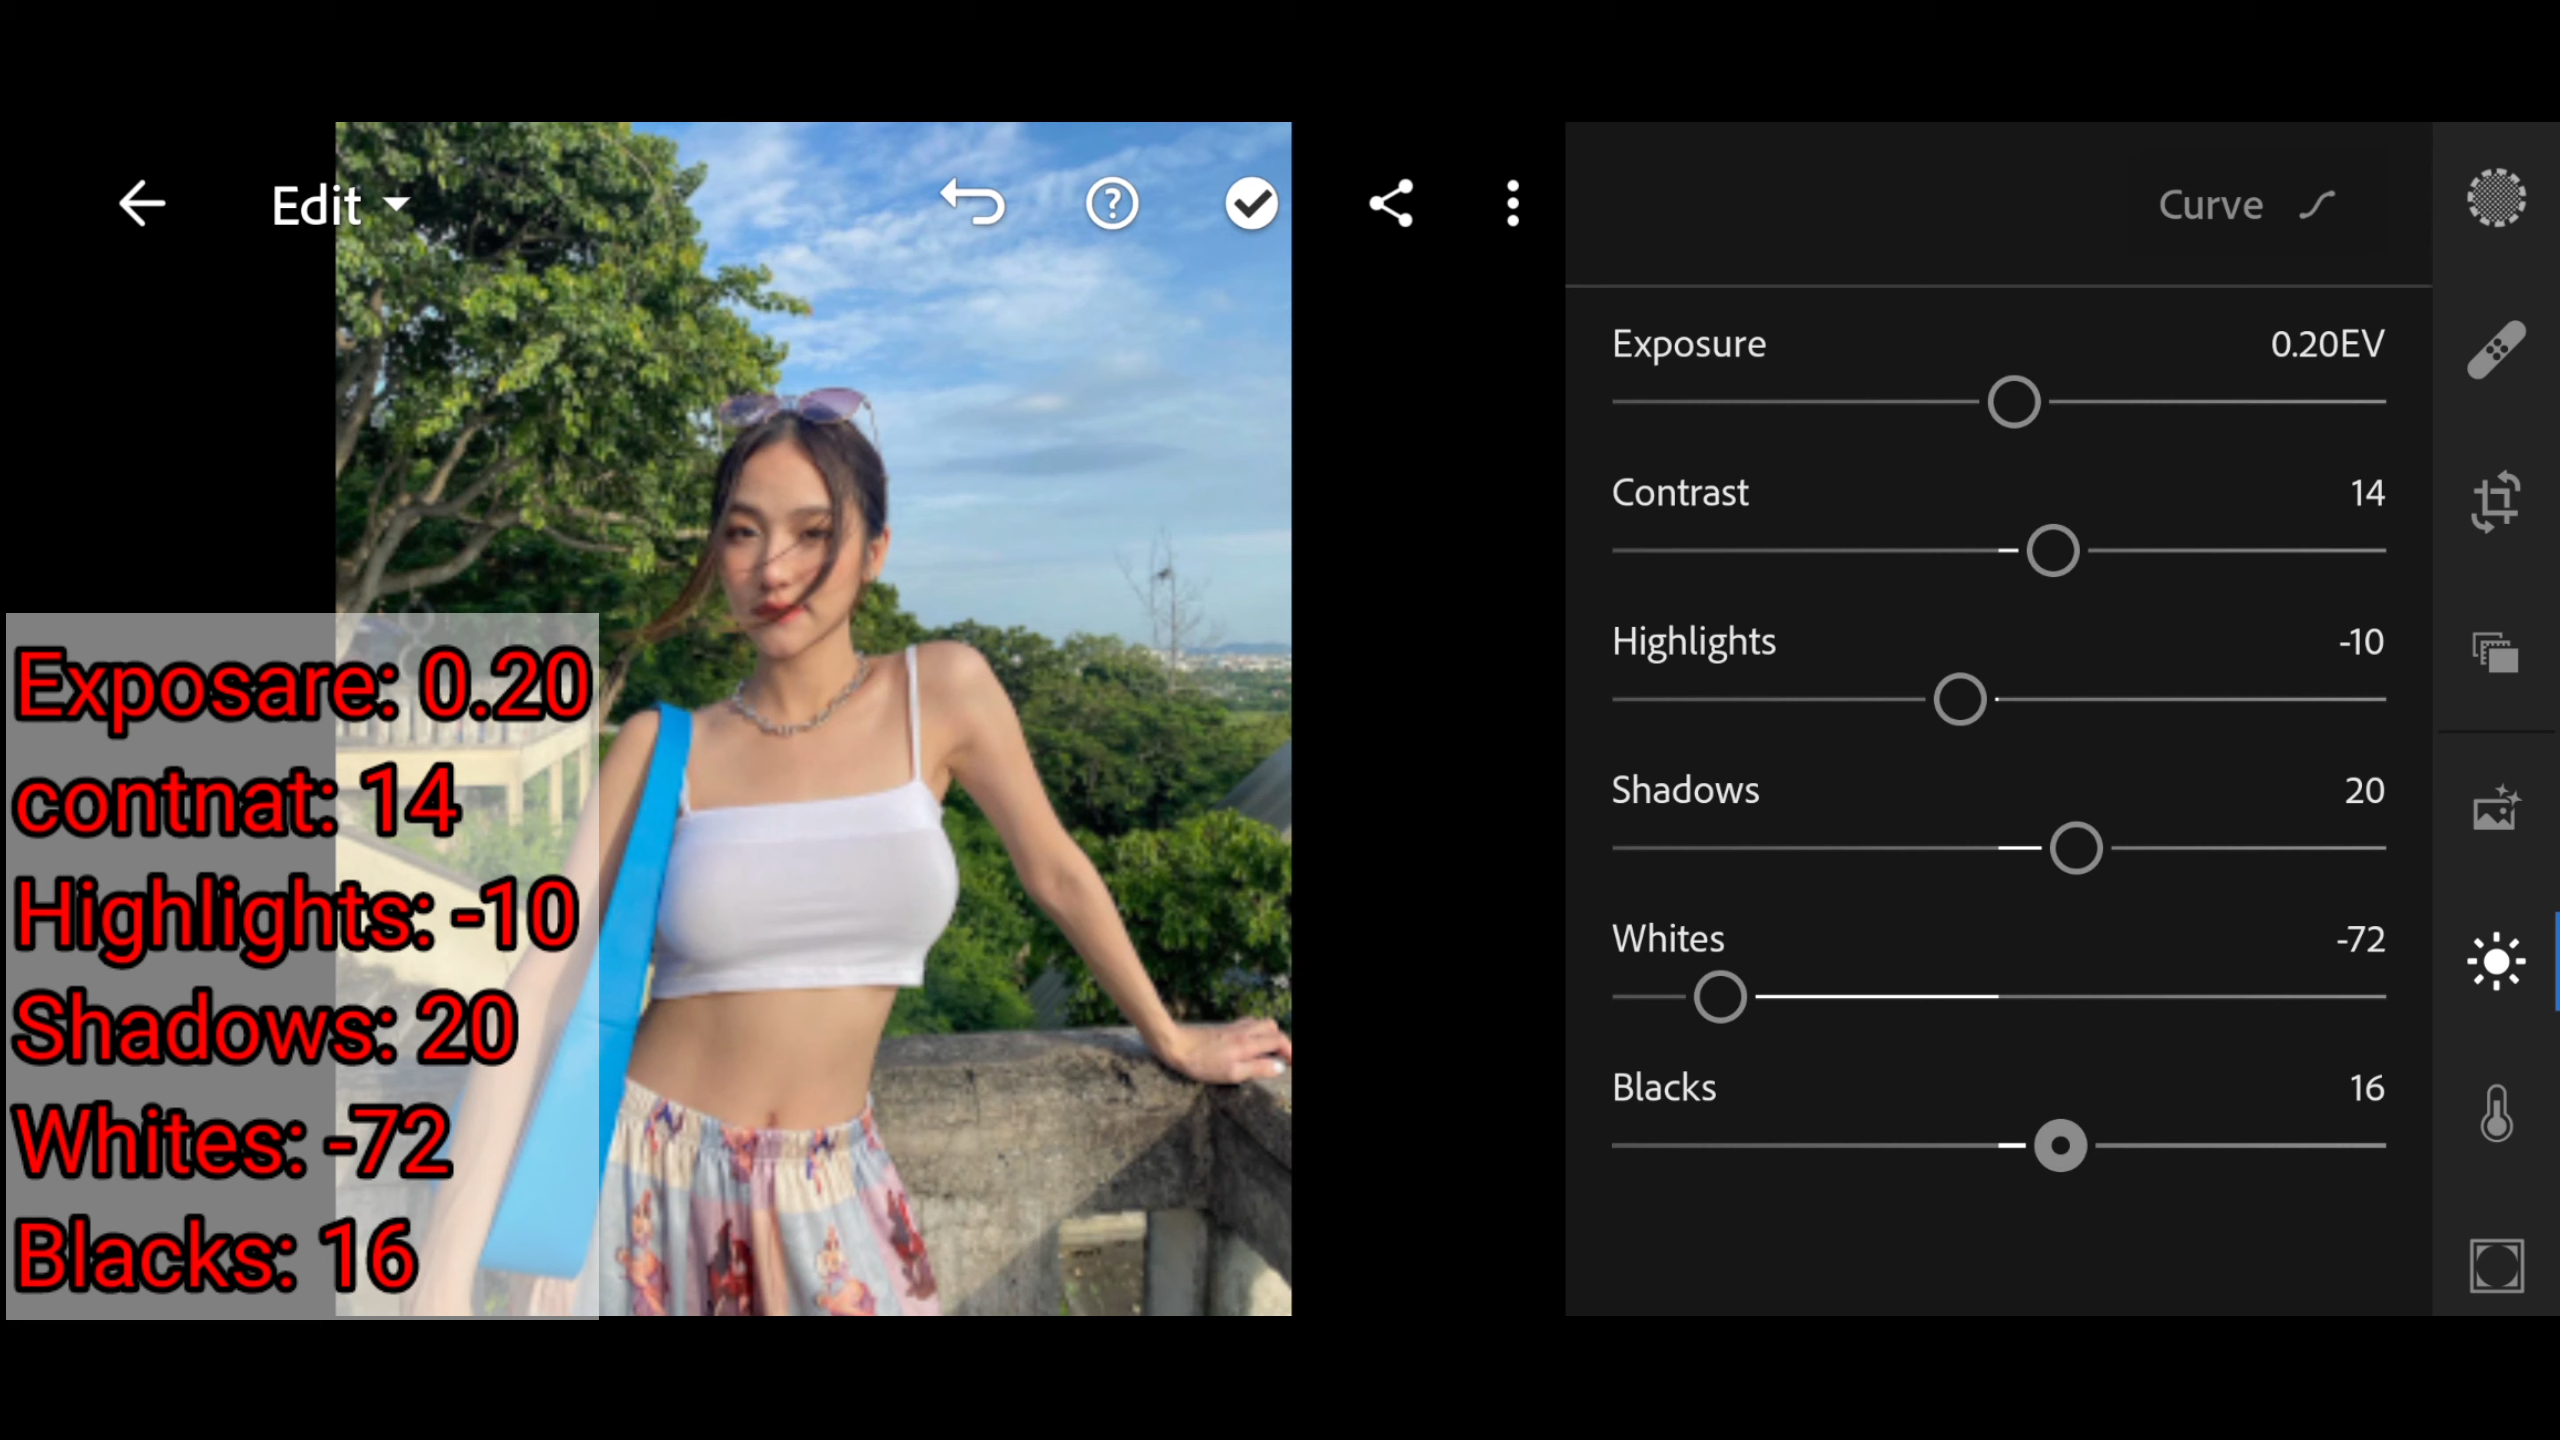 Edit
Curve
Exposure 0.20EV
Contrast 14
Highlights -10
Shadows 20
Whites -72
Blacks 16
Exposare: 0.20
contnat: 14
Highlights: -10
Shadows: 20
Whites: -72
Blacks: 16